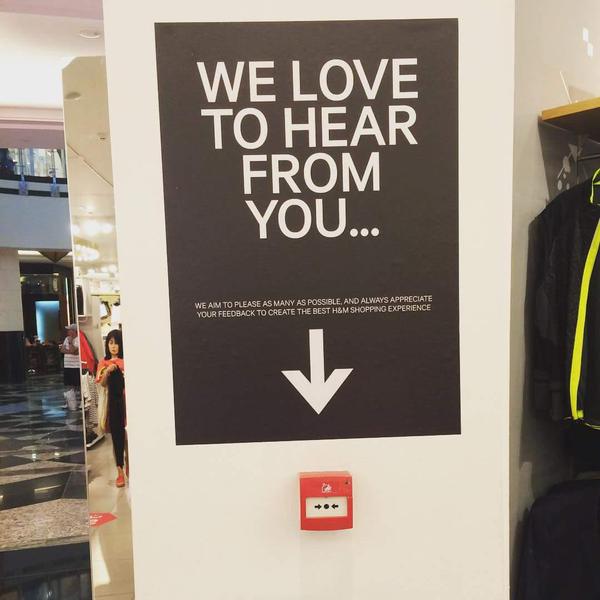 WE LOVE
TO HEAR
FROM
YOU...
WE AIM TO PLEASE AS MANY AS POSSIBLE, AND ALWAYS APPRECIATE
YOUR FEEDBACK TO CREATE THE BEST H&M SHOPPING EXPERIENCE